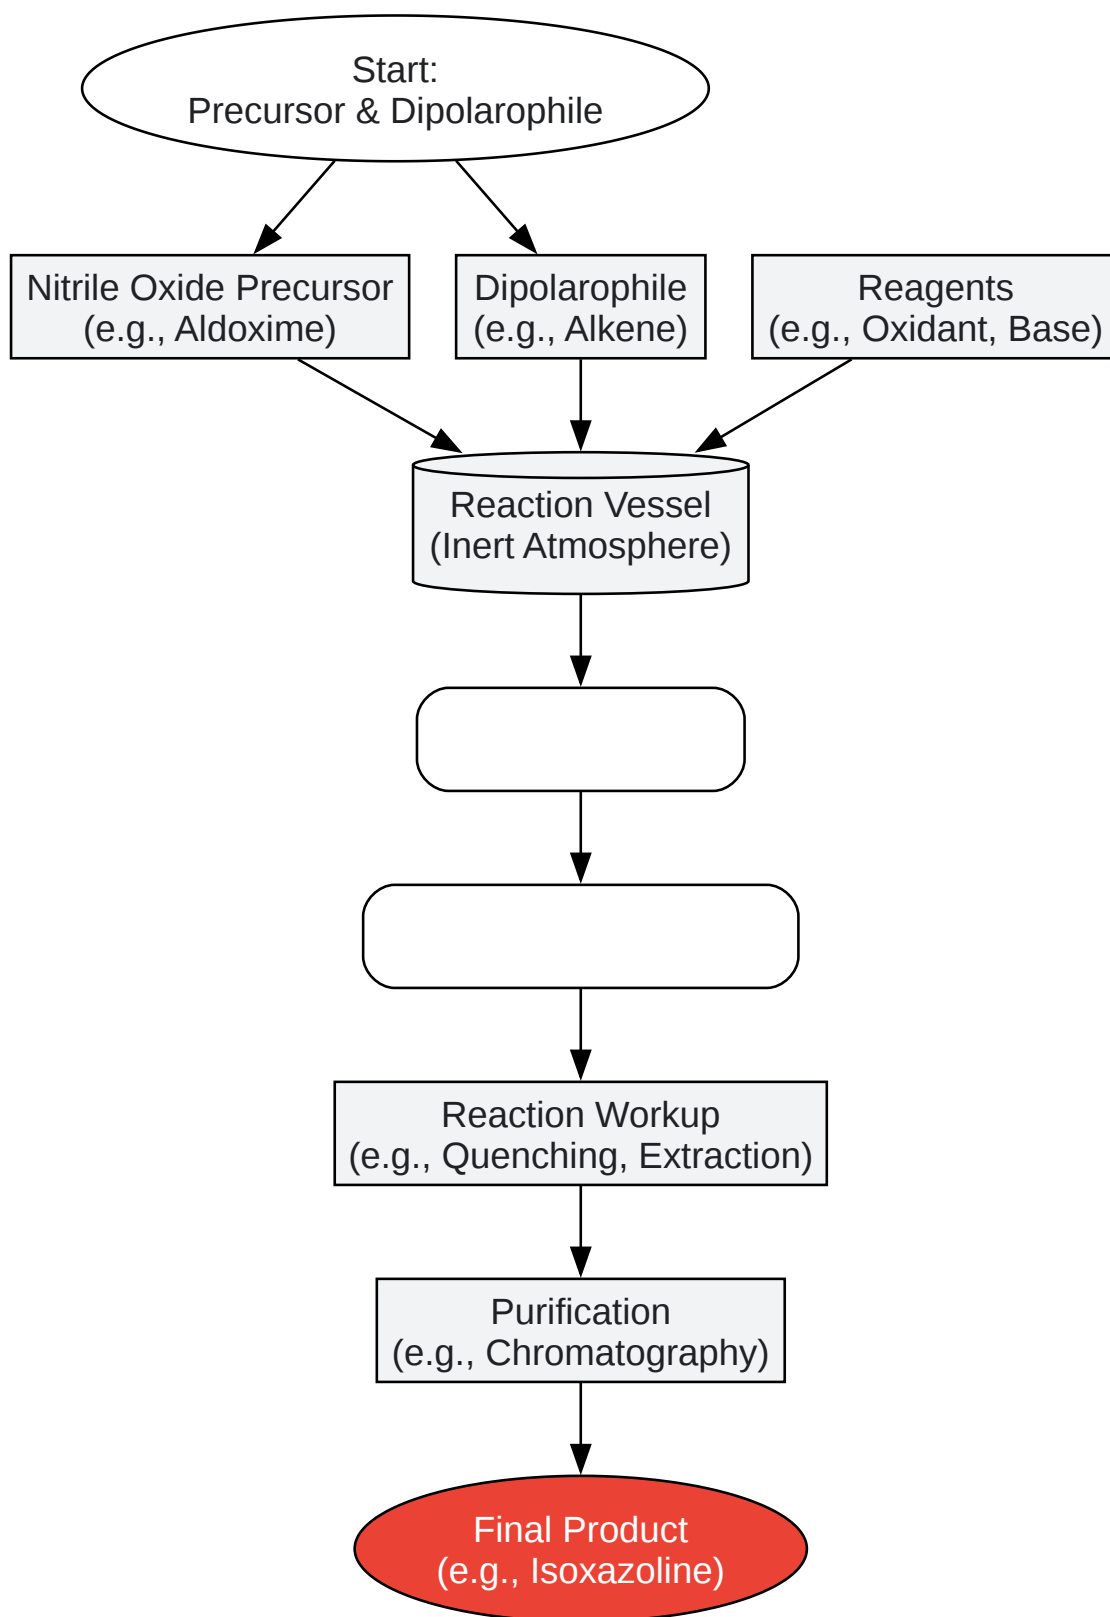 Start:
Precursor & Dipolarophile
Nitrile Oxide Precursor
(e.g., Aldoxime)
Dipolarophile
(e.g., Alkene)
Reagents
(e.g., Oxidant, Base)
Reaction Vessel
(Inert Atmosphere)
Reaction Workup
(e.g., Quenching, Extraction)
Purification
(e.g., Chromatography)
Final Product
(e.g., Isoxazoline)